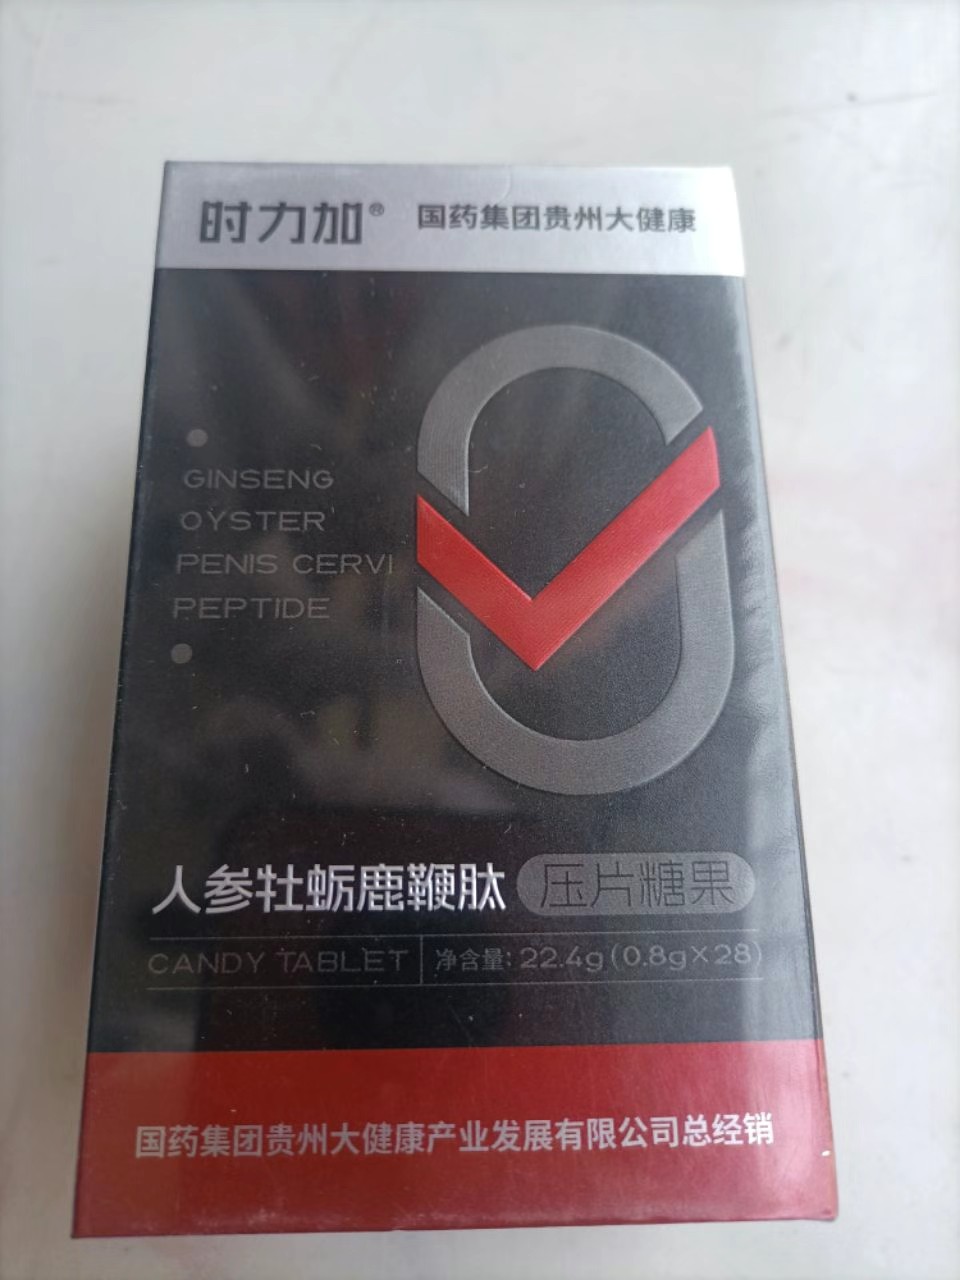 时力加® 国药集团贵州大健康
GINSENG
OYSTER
PENIS CERVI
PEPTIDE
人参牡蛎鹿鞭肽 压片糖果
CANDY TABLET 净含量: 22.4g(0.8g×28)
国药集团贵州大健康产业发展有限公司总经销